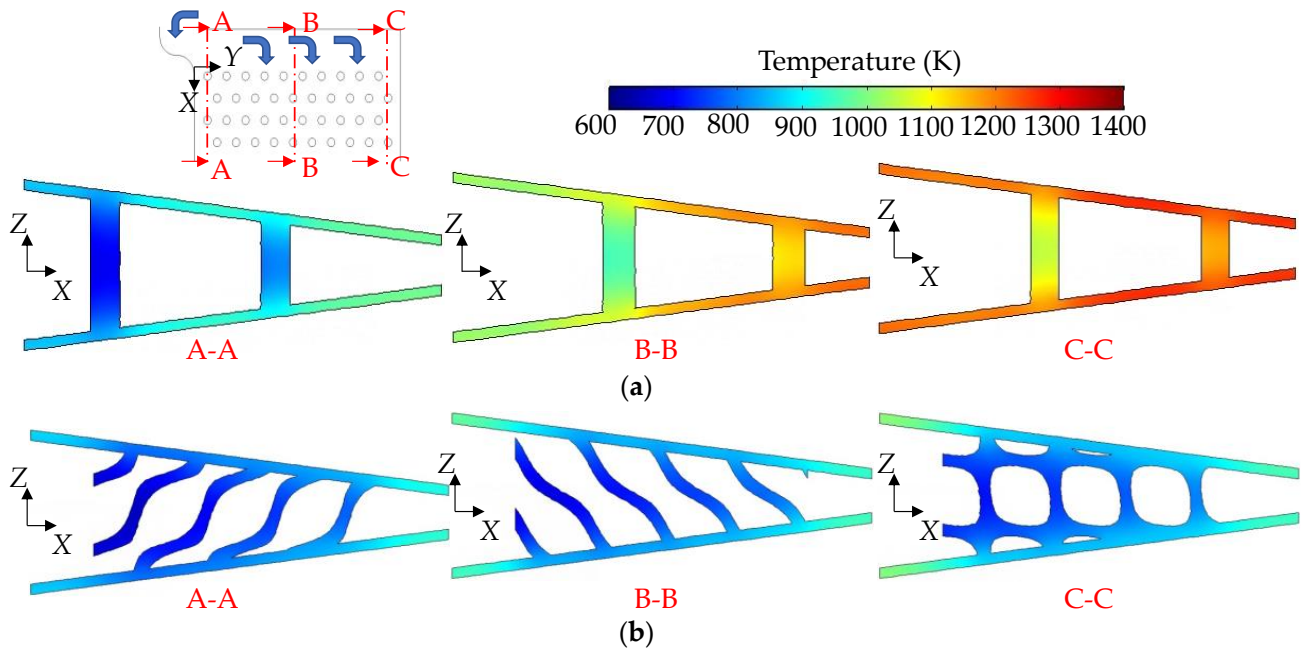 A B C
Y
X
A B C
Temperature (K)
600 700 800 900 1000 1100 1200 1300 1400
Z Z Z
X X X
A-A B-B C-C
(a)
Z Z Z
X X X
A-A B-B C-C
(b)